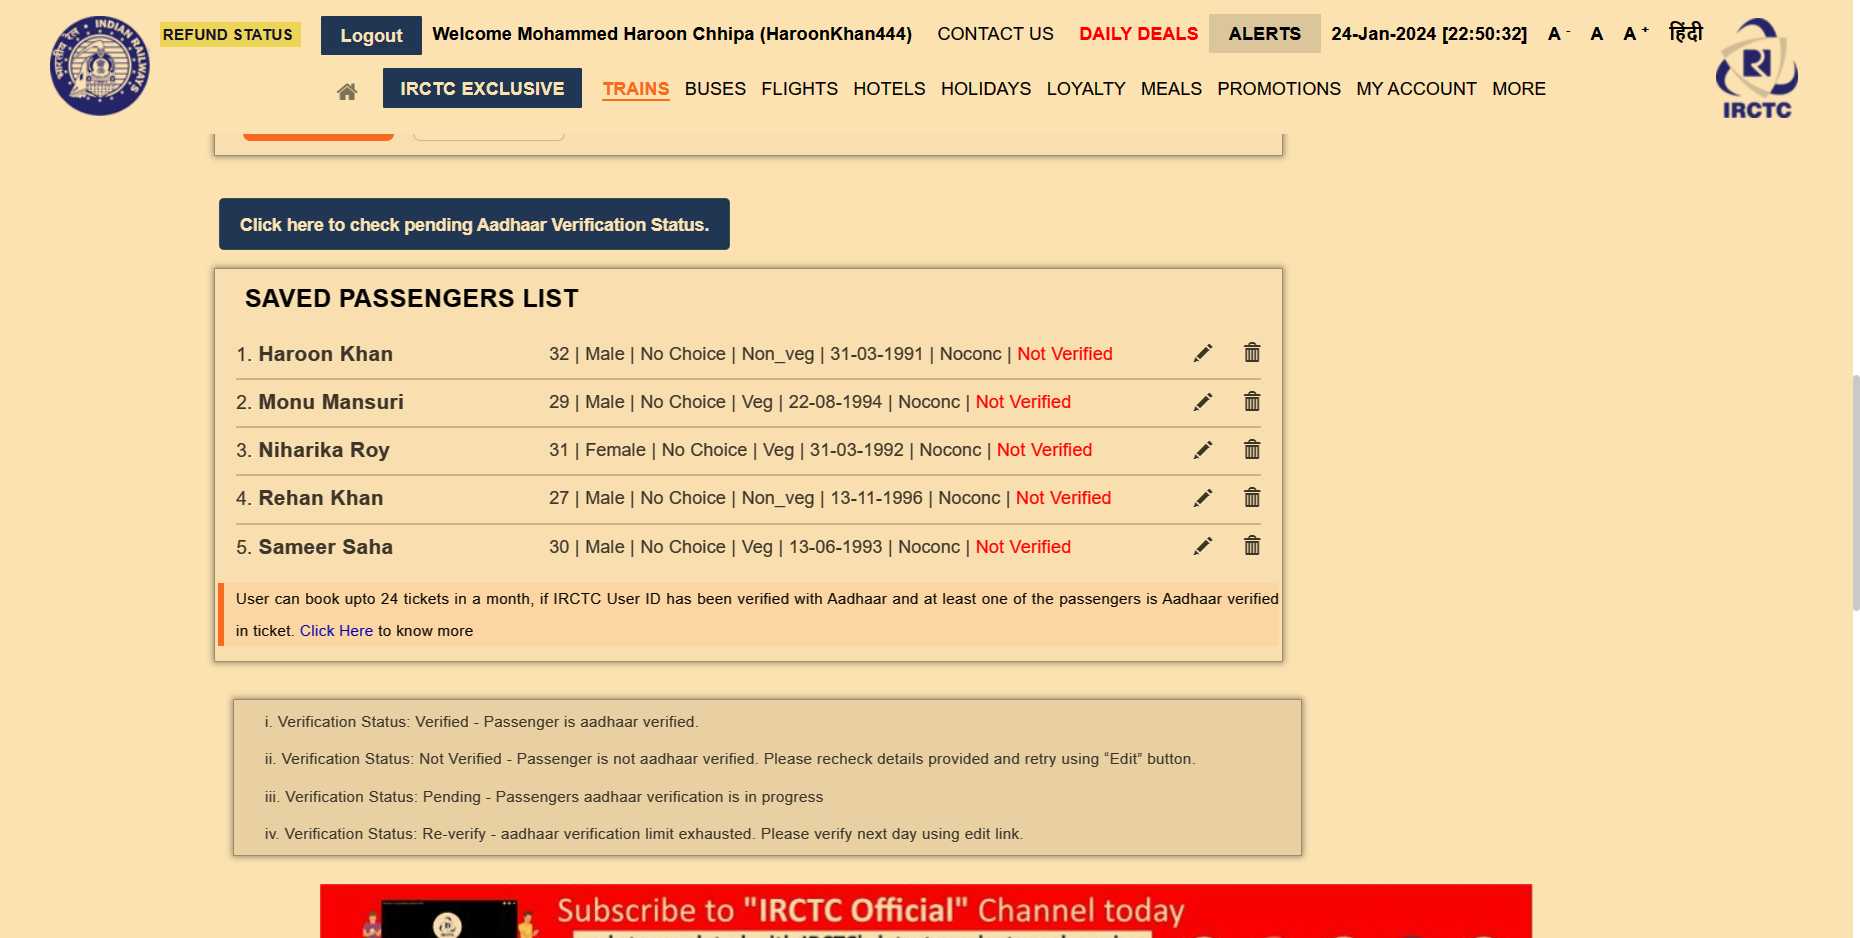 REFUND STATUS
Logout
Welcome Mohammed Haroon Chhipa (HaroonKhan444)
CONTACT US
DAILY DEALS
ALERTS
24-Jan-2024 [22:50:32]
A -
A
A +
हिंदी
IRCTC EXCLUSIVE
TRAINS
BUSES
FLIGHTS
HOTELS
HOLIDAYS
LOYALTY
MEALS
PROMOTIONS
MY ACCOUNT
MORE
IRCTC
INDIAN RAILWAYS
भारतीय रेल
Click here to check pending Aadhaar Verification Status.
SAVED PASSENGERS LIST
1. Haroon Khan 32 | Male | No Choice | Non_veg | 31-03-1991 | Noconc | Not Verified
2. Monu Mansuri 29 | Male | No Choice | Veg | 22-08-1994 | Noconc | Not Verified
3. Niharika Roy 31 | Female | No Choice | Veg | 31-03-1992 | Noconc | Not Verified
4. Rehan Khan 27 | Male | No Choice | Non_veg | 13-11-1996 | Noconc | Not Verified
5. Sameer Saha 30 | Male | No Choice | Veg | 13-06-1993 | Noconc | Not Verified
User can book upto 24 tickets in a month, if IRCTC User ID has been verified with Aadhaar and at least one of the passengers is Aadhaar verified
in ticket. Click Here to know more
i. Verification Status: Verified - Passenger is aadhaar verified.
ii. Verification Status: Not Verified - Passenger is not aadhaar verified. Please recheck details provided and retry using “Edit” button.
iii. Verification Status: Pending - Passengers aadhaar verification is in progress
iv. Verification Status: Re-verify - aadhaar verification limit exhausted. Please verify next day using edit link.
Subscribe to "IRCTC Official" Channel today